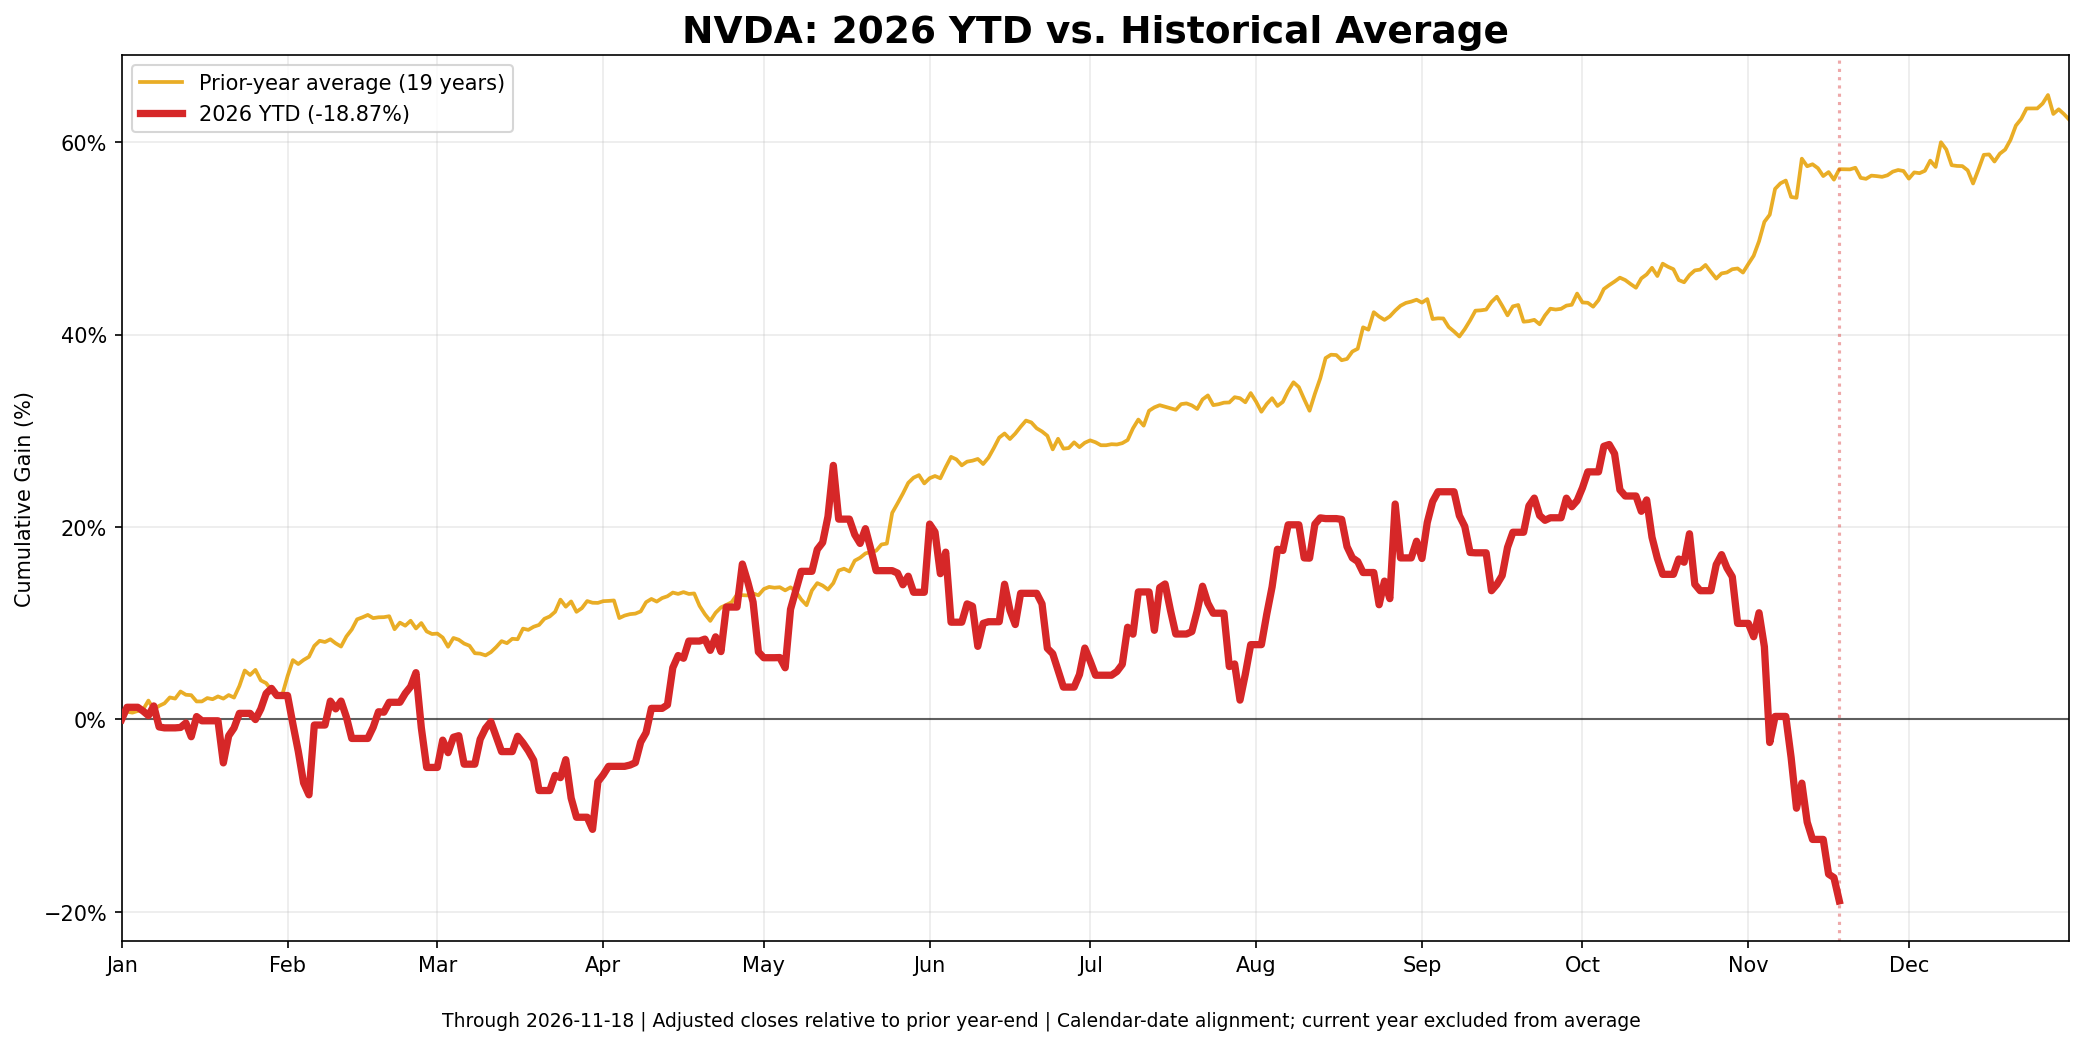 NVDA: 2026 YTD vs. Historical Average
Prior-year average (19 years)
2026 YTD (-18.87%)
Cumulative Gain (%)
60%
40%
20%
0%
−20%
Jan Feb Mar Apr May Jun Jul Aug Sep Oct Nov Dec
Through 2026-11-18 | Adjusted closes relative to prior year-end | Calendar-date alignment; current year excluded from average